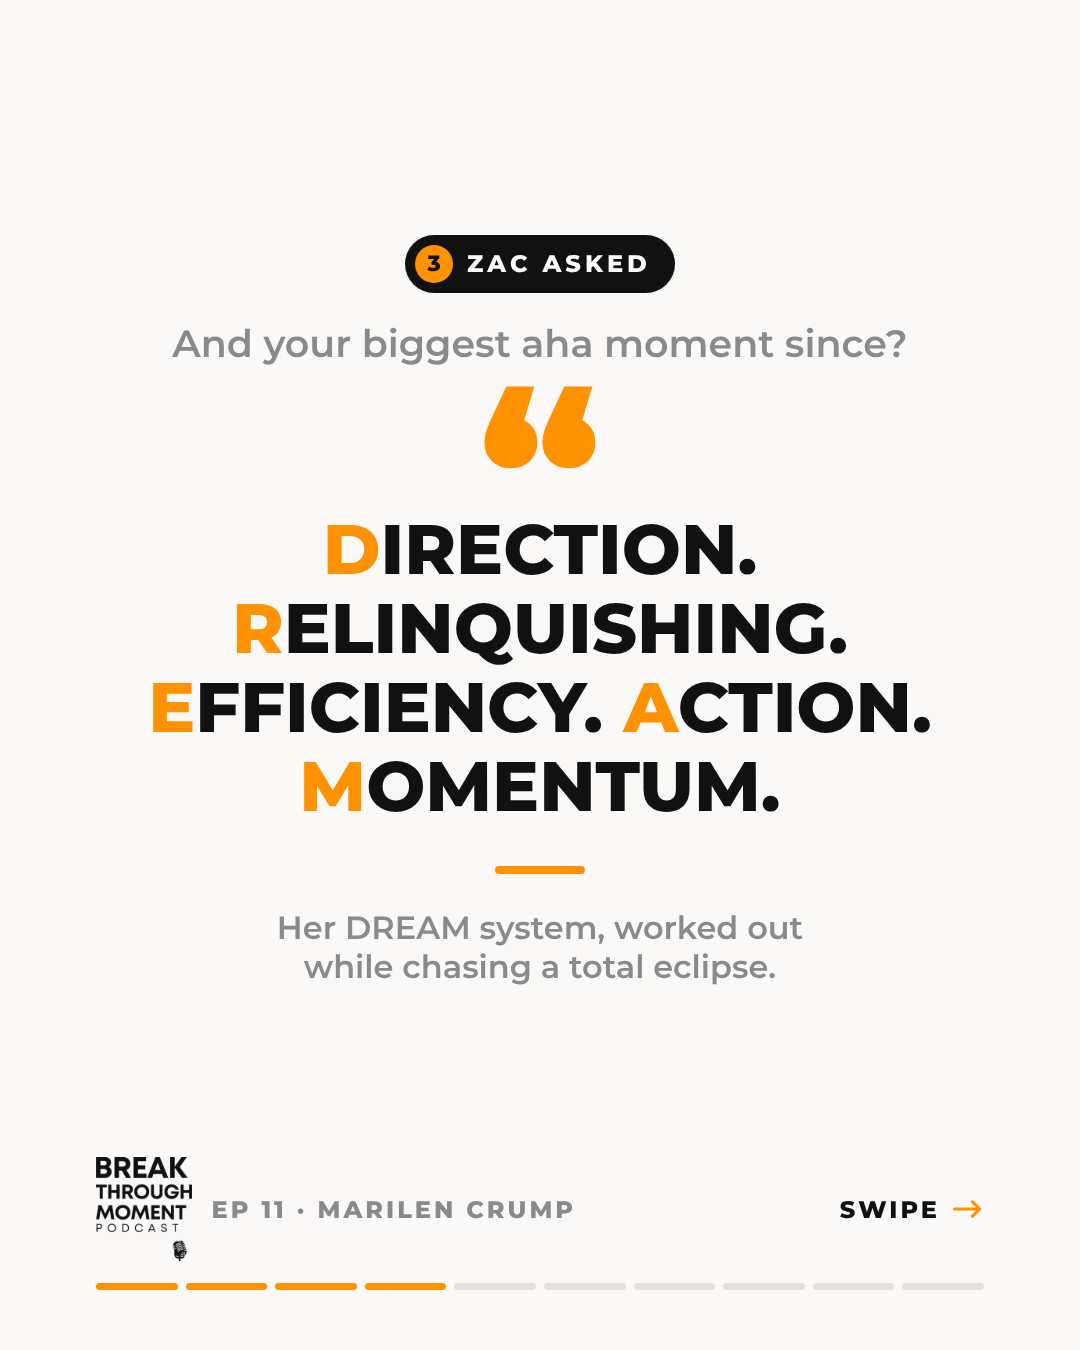 3 ZAC ASKED
And your biggest aha moment since?
“
DIRECTION.
RELINQUISHING.
EFFICIENCY. ACTION.
MOMENTUM.
Her DREAM system, worked out
while chasing a total eclipse.
BREAK
THROUGH
MOMENT
PODCAST
EP 11 · MARILEN CRUMP
SWIPE →